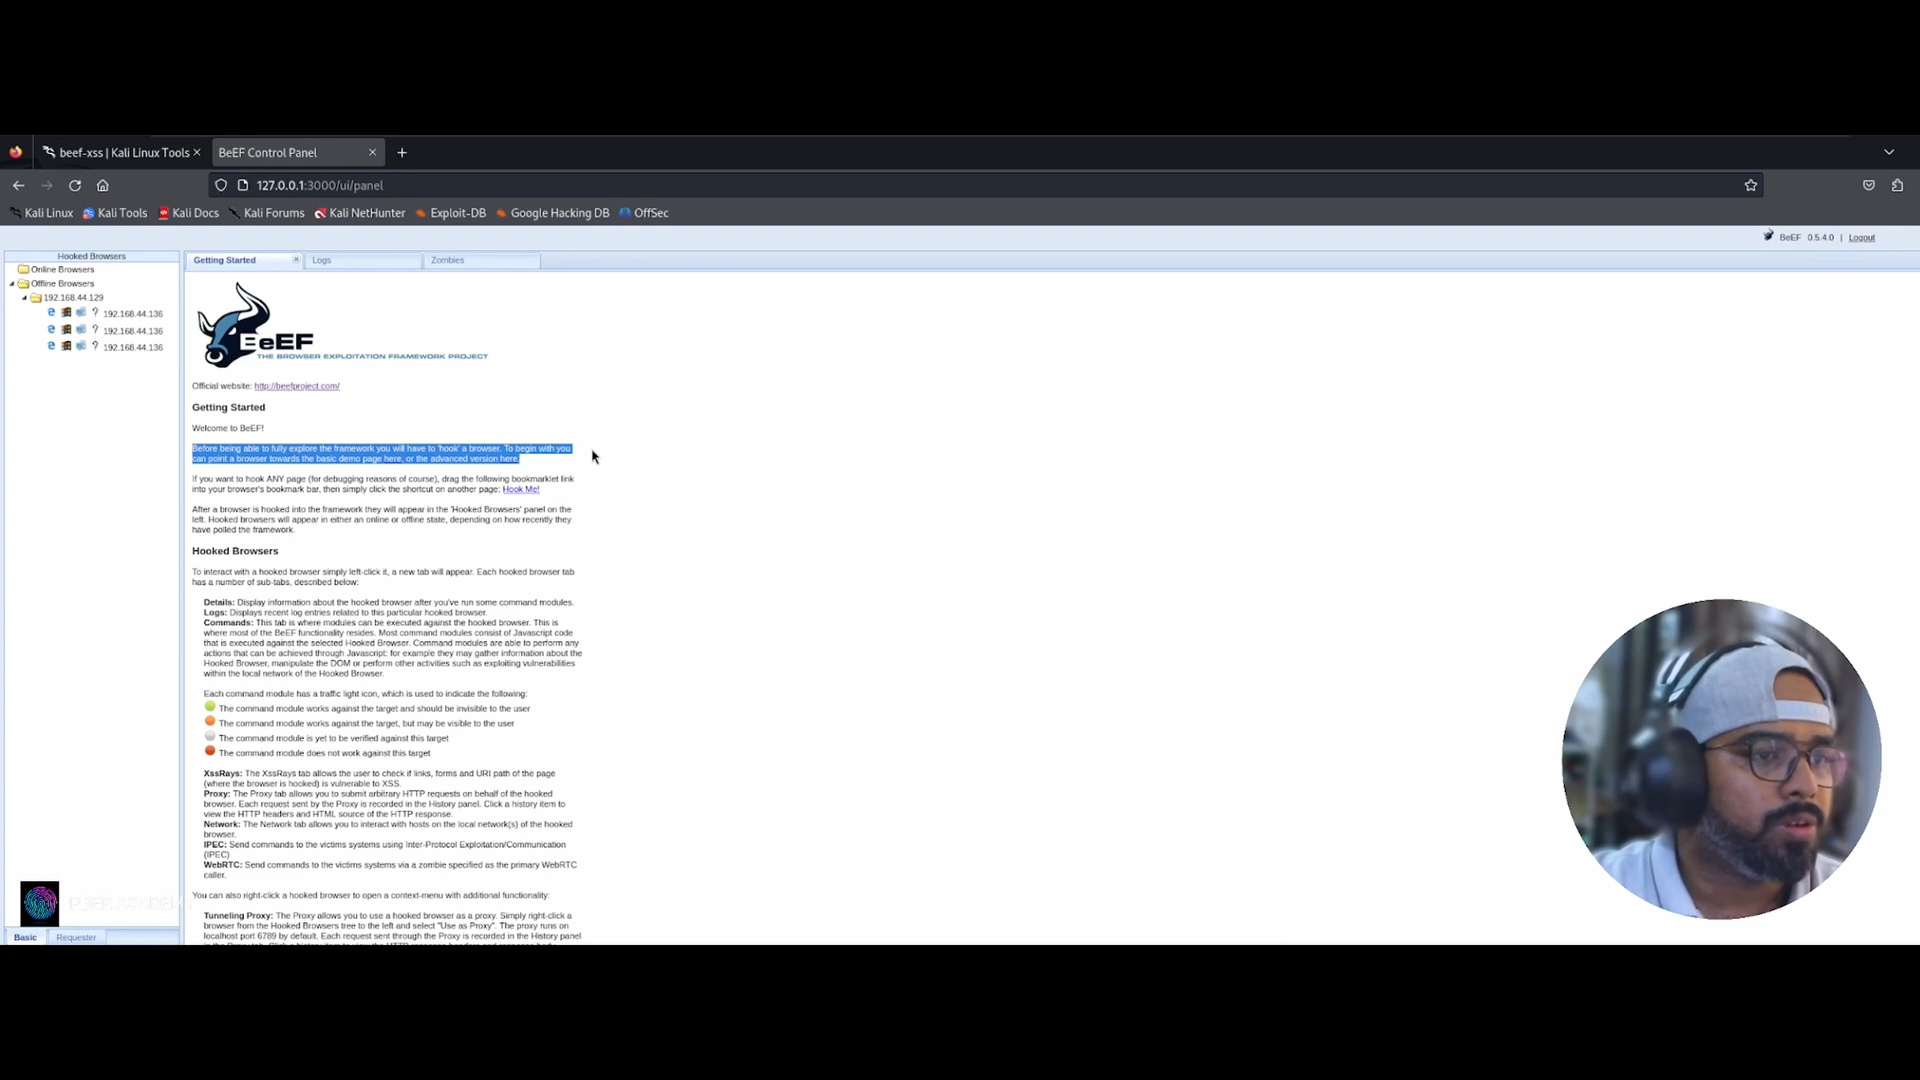 beef-xss | Kali Linux Tools
BeEF Control Panel
127.0.0.1:3000/ui/panel
Kali Linux
Kali Tools
Kali Docs
Kali Forums
Kali NetHunter
Exploit-DB
Google Hacking DB
OffSec
BeEF 0.5.4.0 | Logout
Hooked Browsers
Online Browsers
Offline Browsers
192.168.44.129
? 192.168.44.136
? 192.168.44.136
? 192.168.44.136
Getting Started
Logs
Zombies
BeEF
THE BROWSER EXPLOITATION FRAMEWORK PROJECT
Official website: http://beefproject.com/
Getting Started
Welcome to BeEF!
Before being able to fully explore the framework you will have to 'hook' a browser. To begin with you
can point a browser towards the basic demo page here, or the advanced version here.
If you want to hook ANY page (for debugging reasons of course), drag the following bookmarklet link
into your browser's bookmark bar, then simply click the shortcut on another page: Hook Me!
After a browser is hooked into the framework they will appear in the 'Hooked Browsers' panel on the
left. Hooked browsers will appear in either an online or offline state, depending on how recently they
have polled the framework.
Hooked Browsers
To interact with a hooked browser simply left-click it, a new tab will appear. Each hooked browser tab
has a number of sub-tabs, described below:
Details: Display information about the hooked browser after you've run some command modules.
Logs: Displays recent log entries related to this particular hooked browser.
Commands: This tab is where modules can be executed against the hooked browser. This is
where most of the BeEF functionality resides. Most command modules consist of Javascript code
that is executed against the selected Hooked Browser. Command modules are able to perform any
actions that can be achieved through Javascript: for example they may gather information about the
Hooked Browser, manipulate the DOM or perform other activities such as exploiting vulnerabilities
within the local network of the Hooked Browser.
Each command module has a traffic light icon, which is used to indicate the following:
The command module works against the target and should be invisible to the user
The command module works against the target, but may be visible to the user
The command module is yet to be verified against this target
The command module does not work against this target
XssRays: The XssRays tab allows the user to check if links, forms and URI path of the page
(where the browser is hooked) is vulnerable to XSS.
Proxy: The Proxy tab allows you to submit arbitrary HTTP requests on behalf of the hooked
browser. Each request sent by the Proxy is recorded in the History panel. Click a history item to
view the HTTP headers and HTML source of the HTTP response.
Network: The Network tab allows you to interact with hosts on the local network(s) of the hooked
browser.
IPEC: Send commands to the victims systems using Inter-Protocol Exploitation/Communication
(IPEC)
WebRTC: Send commands to the victims systems via a zombie specified as the primary WebRTC
caller.
You can also right-click a hooked browser to open a context-menu with additional functionality:
Tunneling Proxy: The Proxy allows you to use a hooked browser as a proxy. Simply right-click a
browser from the Hooked Browsers tree to the left and select "Use as Proxy". The proxy runs on
localhost port 6789 by default. Each request sent through the Proxy is recorded in the History panel
Basic
Requester